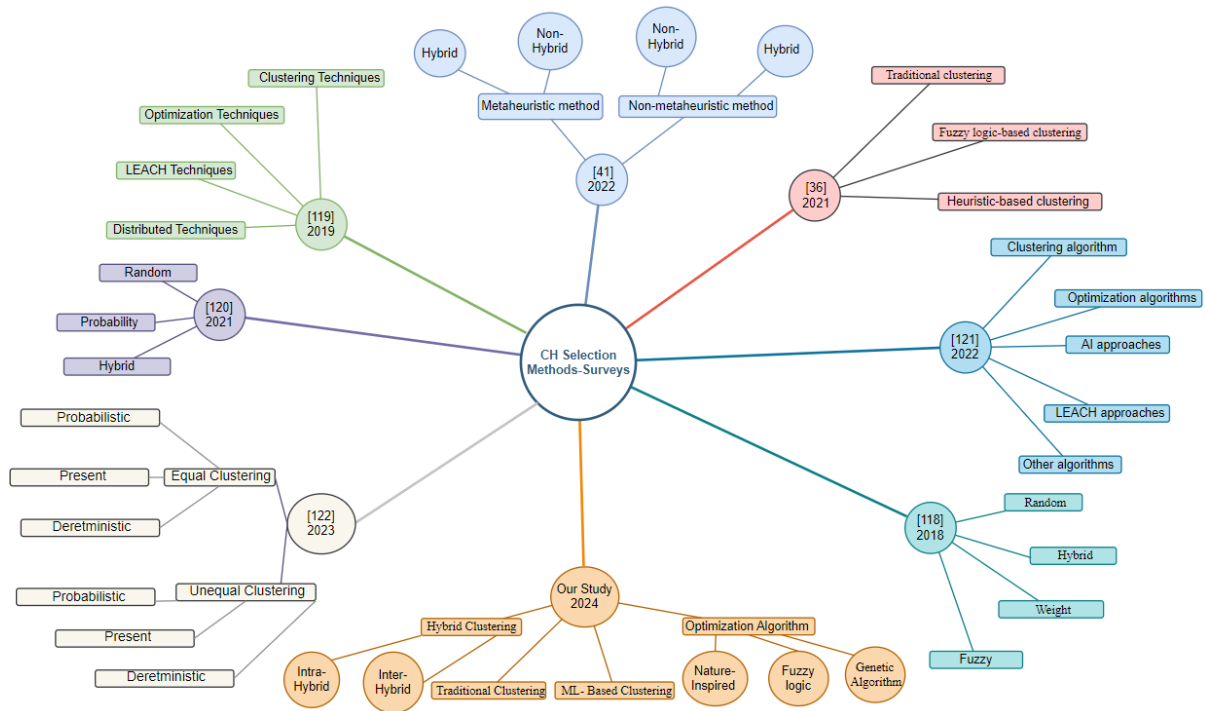 CH Selection
Methods-Surveys
[41]
2022
Metaheuristic method
Hybrid
Non-
Hybrid
Non-metaheuristic method
Non-
Hybrid
Hybrid
[36]
2021
Traditional clustering
Fuzzy logic-based clustering
Heuristic-based clustering
[121]
2022
Clustering algorithm
Optimization algorithms
AI approaches
LEACH approaches
Other algorithms
[118]
2018
Random
Hybrid
Weight
Fuzzy
Our Study
2024
Hybrid Clustering
Intra-
Hybrid
Inter-
Hybrid
Traditional Clustering
ML- Based Clustering
Optimization Algorithm
Nature-
Inspired
Fuzzy
logic
Genetic
Algorithm
[122]
2023
Equal Clustering
Probabilistic
Present
Deretministic
Unequal Clustering
Probabilistic
Present
Deretministic
[120]
2021
Random
Probability
Hybrid
[119]
2019
Clustering Techniques
Optimization Techniques
LEACH Techniques
Distributed Techniques